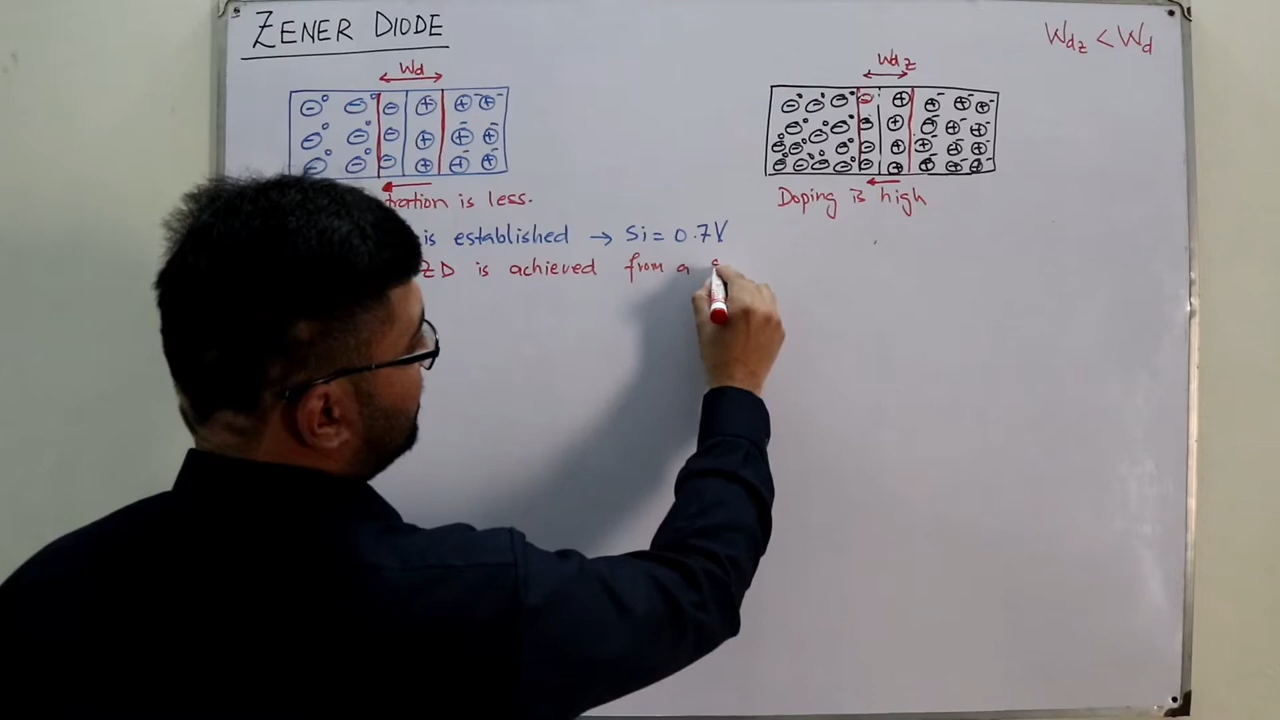 ZENER DIODE
Wd
Wdz
Wdz < Wd
tration is less.
Doping is high
is established → Si = 0.7V
ZD is achieved from a